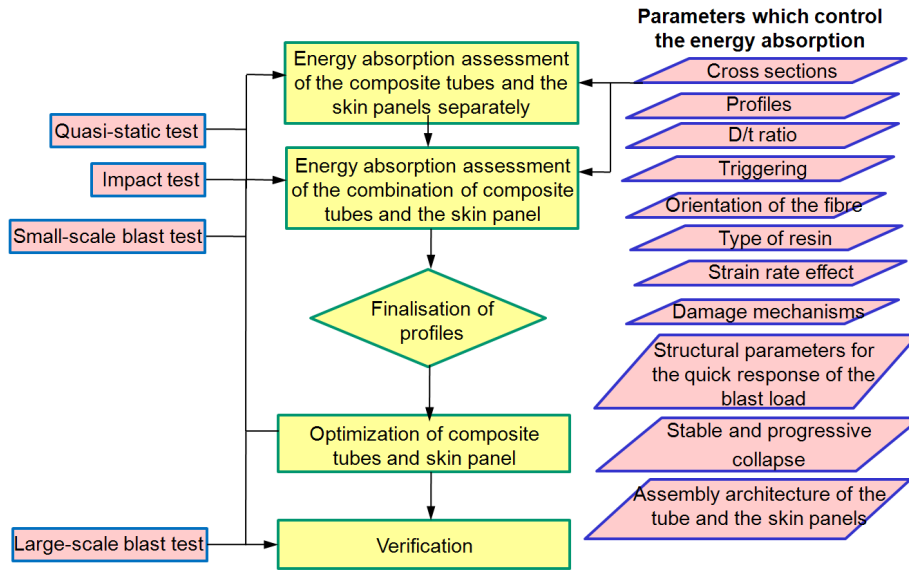 Parameters which control
the energy absorption
Energy absorption assessment
of the composite tubes and the
skin panels separately
Cross sections
Profiles
Quasi-static test
D/t ratio
Energy absorption assessment
of the combination of composite
tubes and the skin panel
Impact test
Triggering
Orientation of the fibre
Small-scale blast test
Type of resin
Strain rate effect
Finalisation of
profiles
Damage mechanisms
Structural parameters for
the quick response of the
blast load
Optimization of composite
tubes and skin panel
Stable and progressive
collapse
Assembly architecture of the
tube and the skin panels
Large-scale blast test
Verification